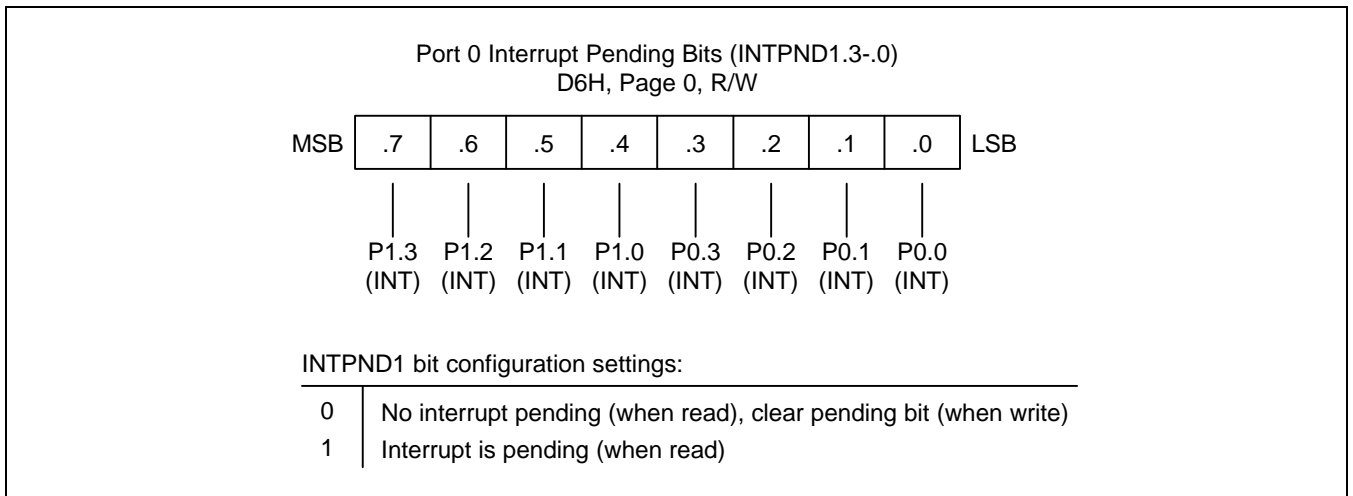 Port 0 Interrupt Pending Bits (INTPND1.3-.0)
D6H, Page 0, R/W
MSB .7 .6 .5 .4 .3 .2 .1 .0 LSB
P1.3 P1.2 P1.1 P1.0 P0.3 P0.2 P0.1 P0.0
(INT) (INT) (INT) (INT) (INT) (INT) (INT) (INT)
INTPND1 bit configuration settings:
0 No interrupt pending (when read), clear pending bit (when write)
1 Interrupt is pending (when read)